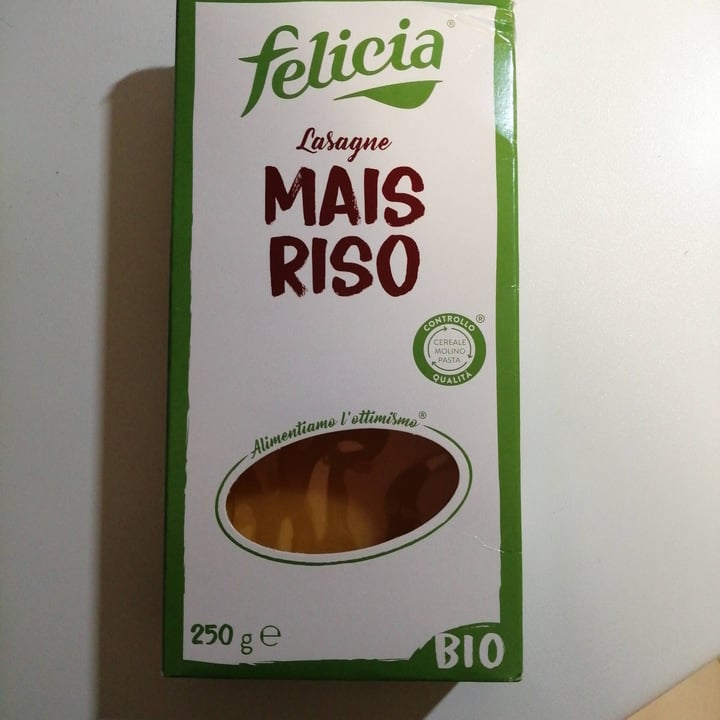 felicia®
Lasagne
MAIS
RISO
CONTROLLO ®
CEREALE
MOLINO
PASTA
QUALITÀ
Alimentiamo l'ottimismo®
250 g ℮
BIO